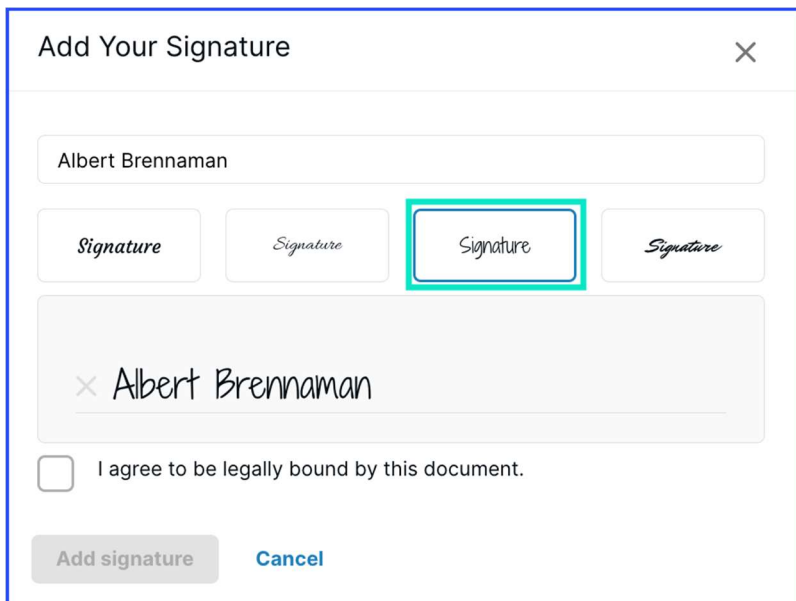 Add Your Signature
Albert Brennaman
Signature Signature Signature Signature
Albert Brennaman
I agree to be legally bound by this document.
Add signature Cancel